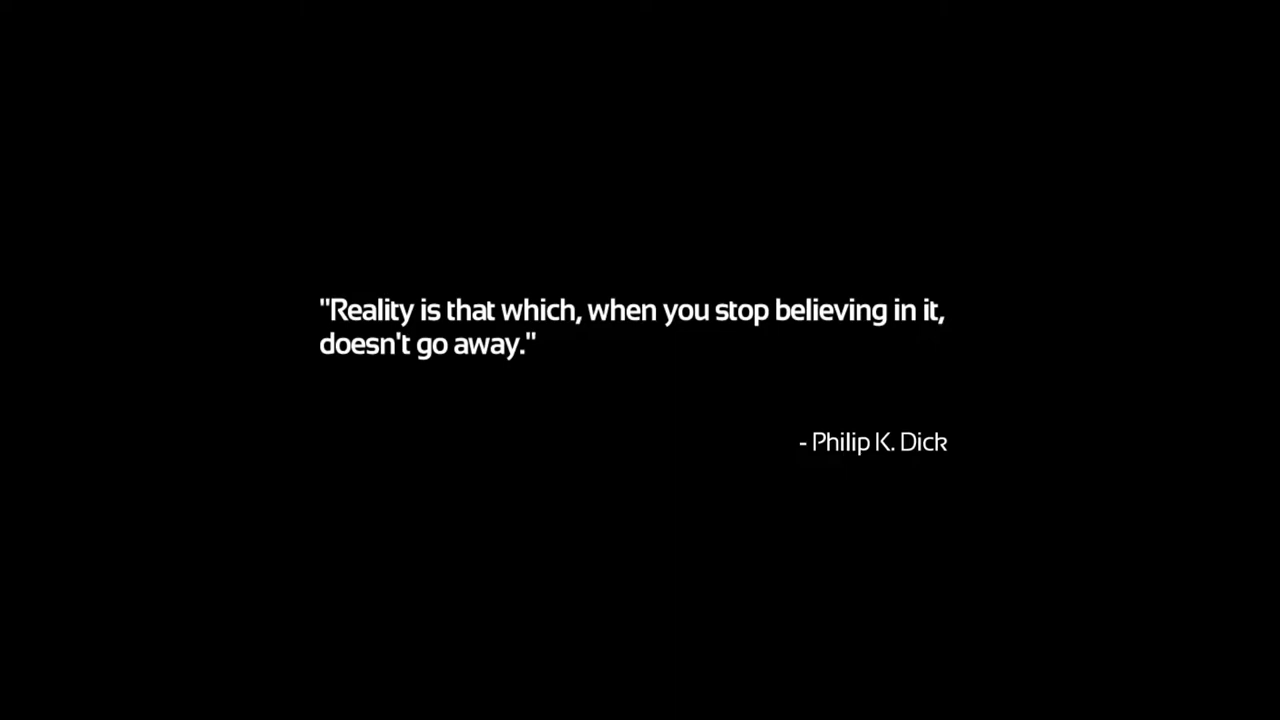 "Reality is that which, when you stop believing in it,
doesn't go away."
- Philip K. Dick